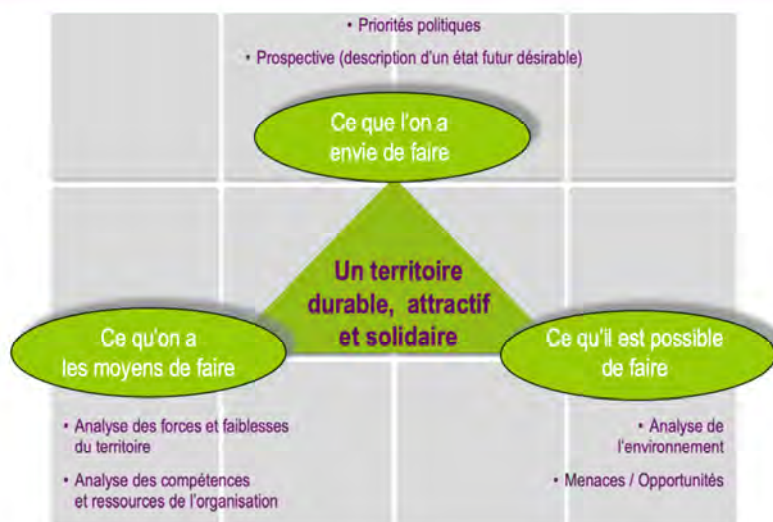 • Priorités politiques
• Prospective (description d'un état futur désirable)
Ce que l'on a
envie de faire
Un territoire
durable, attractif
et solidaire
Ce qu'on a
les moyens de faire
Ce qu'il est possible
de faire
• Analyse des forces et faiblesses
du territoire
• Analyse des compétences
et ressources de l'organisation
• Analyse de
l'environnement
• Menaces / Opportunités